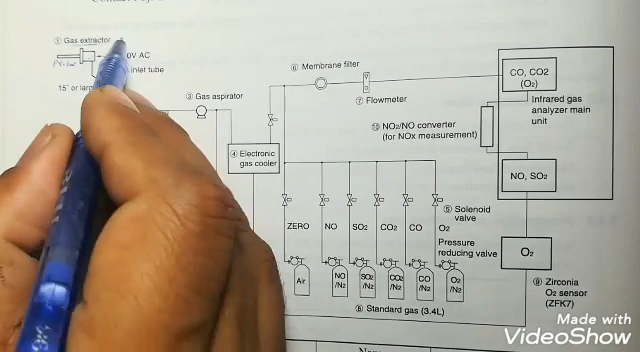 ① Gas extractor
0V AC
inlet tube
15˚ or larg
③ Gas aspirator
④ Electronic
gas cooler
⑥ Membrane filter
⑦ Flowmeter
⑩ NO2/NO converter
(for NOx measurement)
CO, CO2
(O2)
Infrared gas
analyzer main
unit
NO, SO2
⑤ Solenoid
valve
ZERO
NO
SO2
CO2
CO
O2
Pressure
reducing valve
O2
Air
NO
/N2
SO2
/N2
CO2
/N2
CO
/N2
O2
/N2
⑧ Standard gas (3.4L)
⑨ Zirconia
O2 sensor
(ZFK7)
Made with
VideoShow